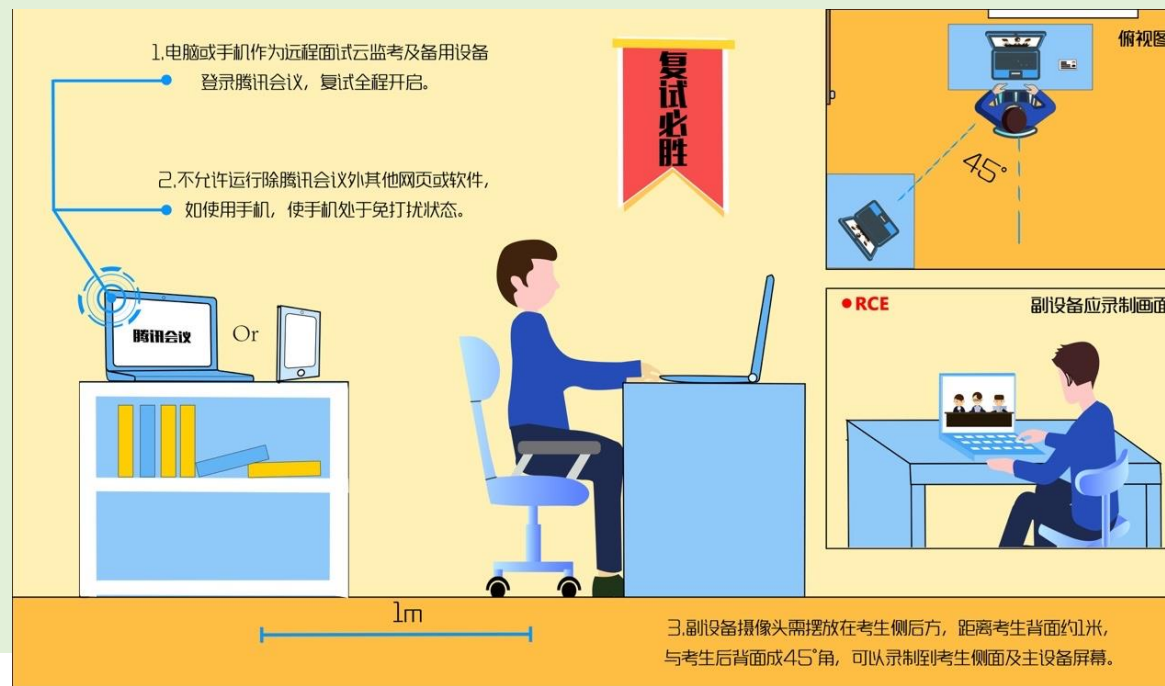 1.电脑或手机作为远程面试云监考及备用设备
登录腾讯会议，复试全程开启。
2.不允许运行除腾讯会议外其他网页或软件，
如使用手机，使手机处于免打扰状态。
复试必胜
俯视图
45°
腾讯会议
Or
●RCE
副设备应录制画面
1m
3.副设备摄像头需摆放在考生侧后方，距离考生背面约1米，
与考生后背面成45°角，可以录制到考生侧面及主设备屏幕。